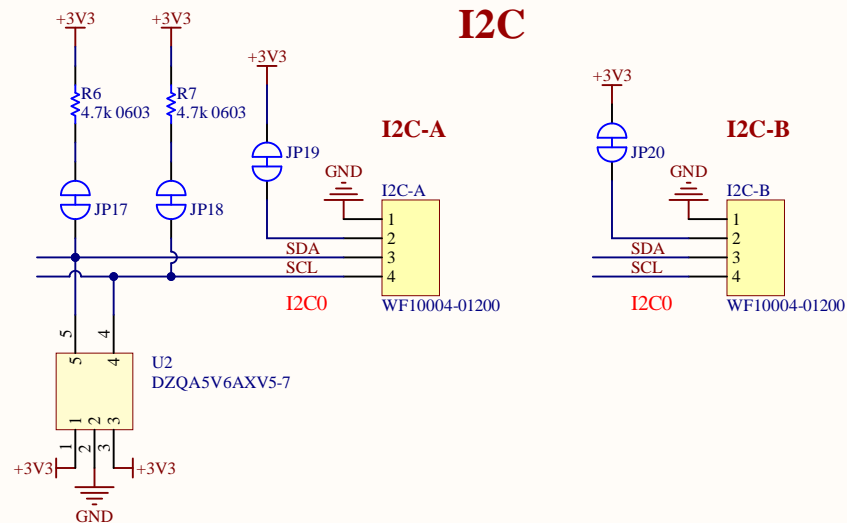 I2C
+3V3
+3V3
+3V3
+3V3
R6
4.7k 0603
R7
4.7k 0603
JP19
I2C-A
JP20
I2C-B
JP17
JP18
GND
I2C-A
1
2
3
4
SDA
SCL
I2C0
WF10004-01200
GND
I2C-B
1
2
3
4
SDA
SCL
I2C0
WF10004-01200
5
4
5
4
U2
DZQA5V6AXV5-7
1
2
3
1
2
3
+3V3
+3V3
GND